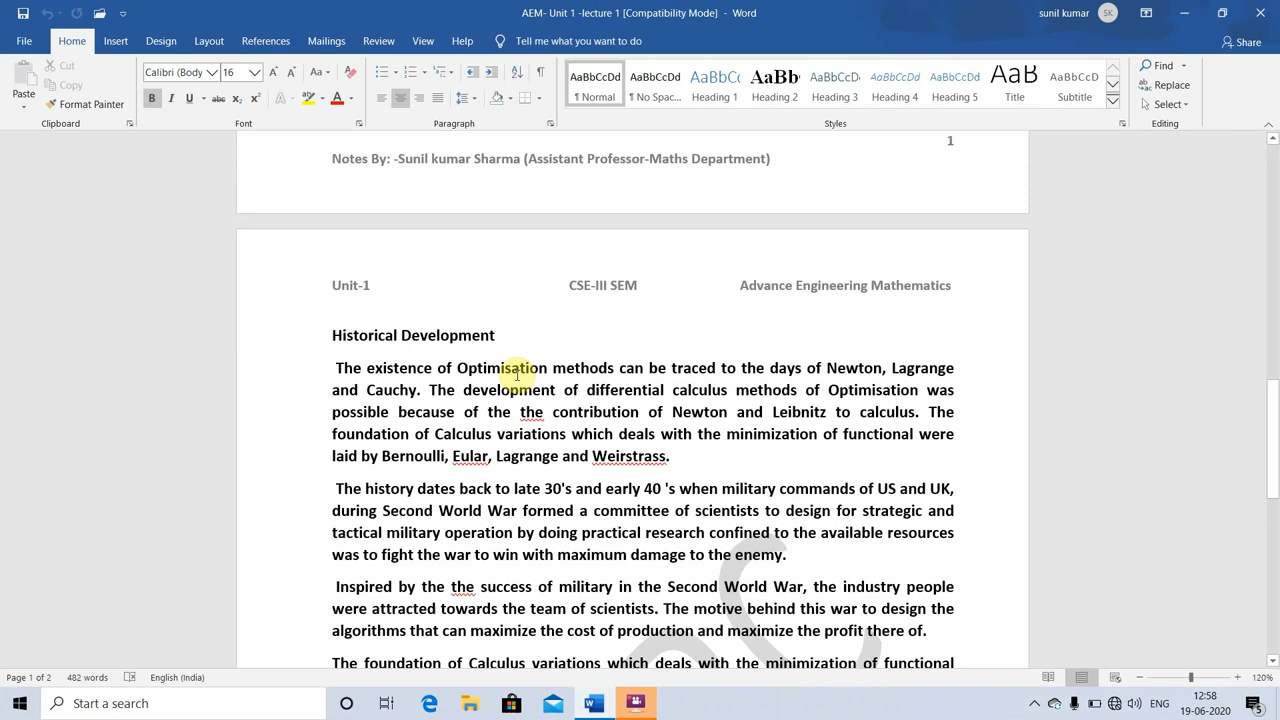 AEM- Unit -1 -lecture 1 [Compatibility Mode] - Word
sunil kumar SK
File Home Insert Design Layout References Mailings Review View Help Tell me what you want to do Share
Paste
Cut
Copy
Format Painter
Clipboard
Calibri (Body 16
Font
Paragraph
AaBbCcDd ¶ Normal
AaBbCcDd ¶ No Spac...
AaBbCc Heading 1
AaBb Heading 2
AaBbCcD Heading 3
AaBbCcD Heading 4
AaBbCcD Heading 5
AaB Title
AaBbCcD Subtitle
Styles
Find
Replace
Select
Editing
1
Notes By: -Sunil kumar Sharma (Assistant Professor-Maths Department)
Unit-1 CSE-III SEM Advance Engineering Mathematics
Historical Development
The existence of Optimisation methods can be traced to the days of Newton, Lagrange
and Cauchy. The development of differential calculus methods of Optimisation was
possible because of the the contribution of Newton and Leibnitz to calculus. The
foundation of Calculus variations which deals with the minimization of functional were
laid by Bernoulli, Eular, Lagrange and Weirstrass.
The history dates back to late 30's and early 40 's when military commands of US and UK,
during Second World War formed a committee of scientists to design for strategic and
tactical military operation by doing practical research confined to the available resources
was to fight the war to win with maximum damage to the enemy.
Inspired by the the success of military in the Second World War, the industry people
were attracted towards the team of scientists. The motive behind this war to design the
algorithms that can maximize the cost of production and maximize the profit there of.
The foundation of Calculus variations which deals with the minimization of functional
Page 1 of 2 482 words English (India) 120%
Start a search
ENG
12:58
19-06-2020
5